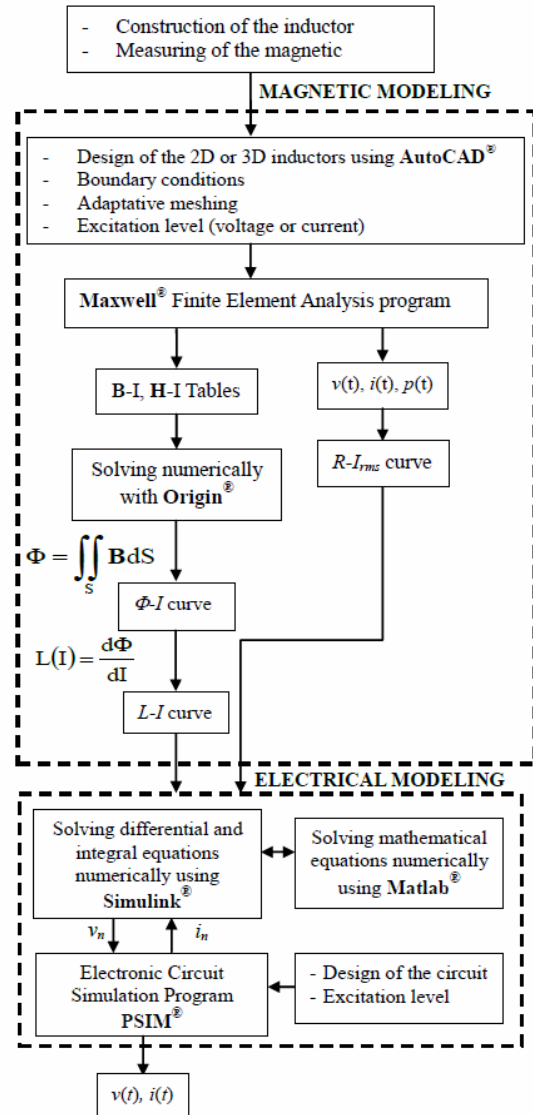 - Construction of the inductor
- Measuring of the magnetic
MAGNETIC MODELING
- Design of the 2D or 3D inductors using AutoCAD®
- Boundary conditions
- Adaptative meshing
- Excitation level (voltage or current)
Maxwell® Finite Element Analysis program
B-I, H-I Tables
v(t), i(t), p(t)
Solving numerically
with Origin®
R-Irms curve
Φ = ∬S BdS
Φ-I curve
L(I) = dΦ/dI
L-I curve
ELECTRICAL MODELING
Solving differential and
integral equations
numerically using
Simulink®
Solving mathematical
equations numerically
using Matlab®
vn
in
Electronic Circuit
Simulation Program
PSIM®
- Design of the circuit
- Excitation level
v(t), i(t)